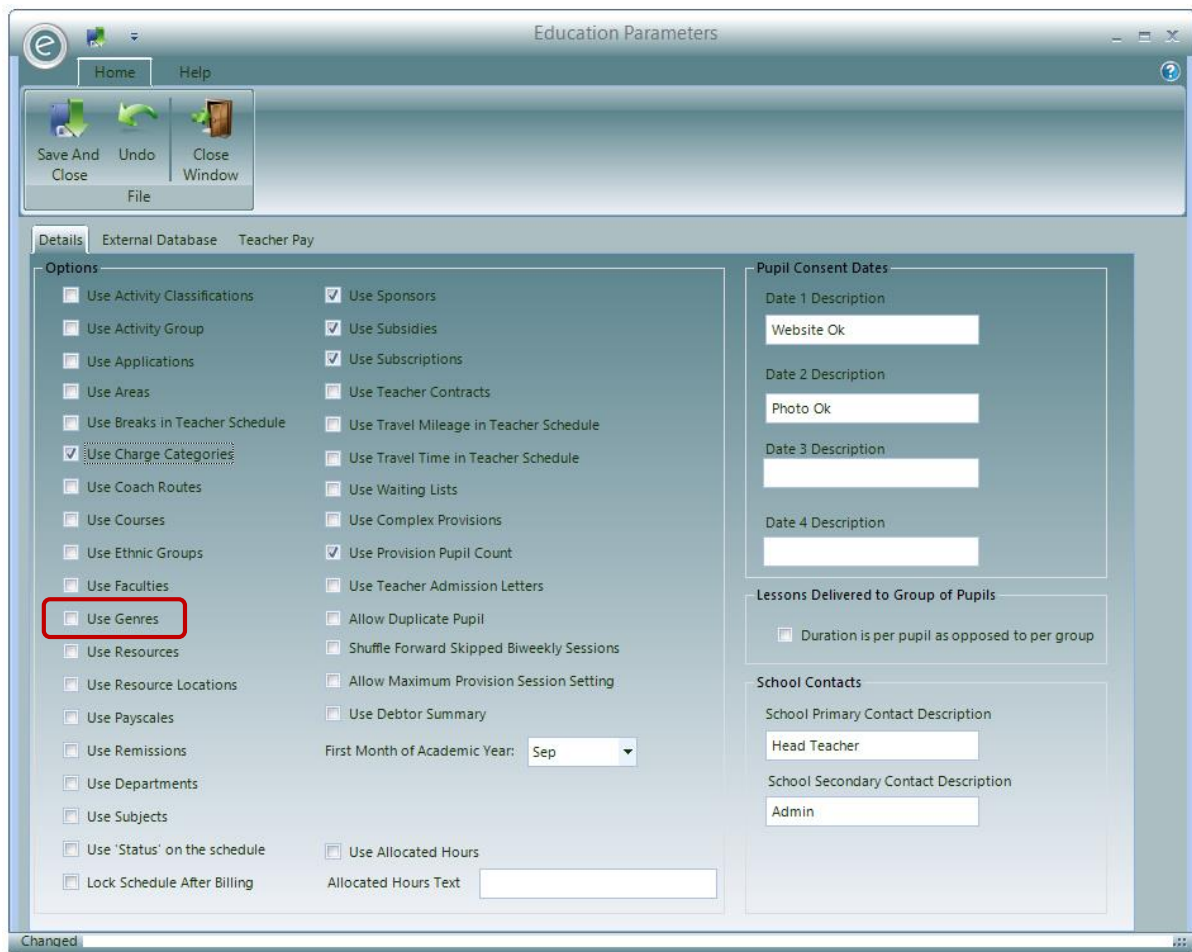 Education Parameters
Home Help
Save And Close
Undo
Close Window
File
Details External Database Teacher Pay
Options
Use Activity Classifications
Use Activity Group
Use Applications
Use Areas
Use Breaks in Teacher Schedule
Use Charge Categories
Use Coach Routes
Use Courses
Use Ethnic Groups
Use Faculties
Use Genres
Use Resources
Use Resource Locations
Use Payscales
Use Remissions
Use Departments
Use Subjects
Use 'Status' on the schedule
Lock Schedule After Billing
Use Sponsors
Use Subsidies
Use Subscriptions
Use Teacher Contracts
Use Travel Mileage in Teacher Schedule
Use Travel Time in Teacher Schedule
Use Waiting Lists
Use Complex Provisions
Use Provision Pupil Count
Use Teacher Admission Letters
Allow Duplicate Pupil
Shuffle Forward Skipped Biweekly Sessions
Allow Maximum Provision Session Setting
Use Debtor Summary
First Month of Academic Year: Sep
Use Allocated Hours
Allocated Hours Text
Pupil Consent Dates
Date 1 Description
Website Ok
Date 2 Description
Photo Ok
Date 3 Description
Date 4 Description
Lessons Delivered to Group of Pupils
Duration is per pupil as opposed to per group
School Contacts
School Primary Contact Description
Head Teacher
School Secondary Contact Description
Admin
Changed